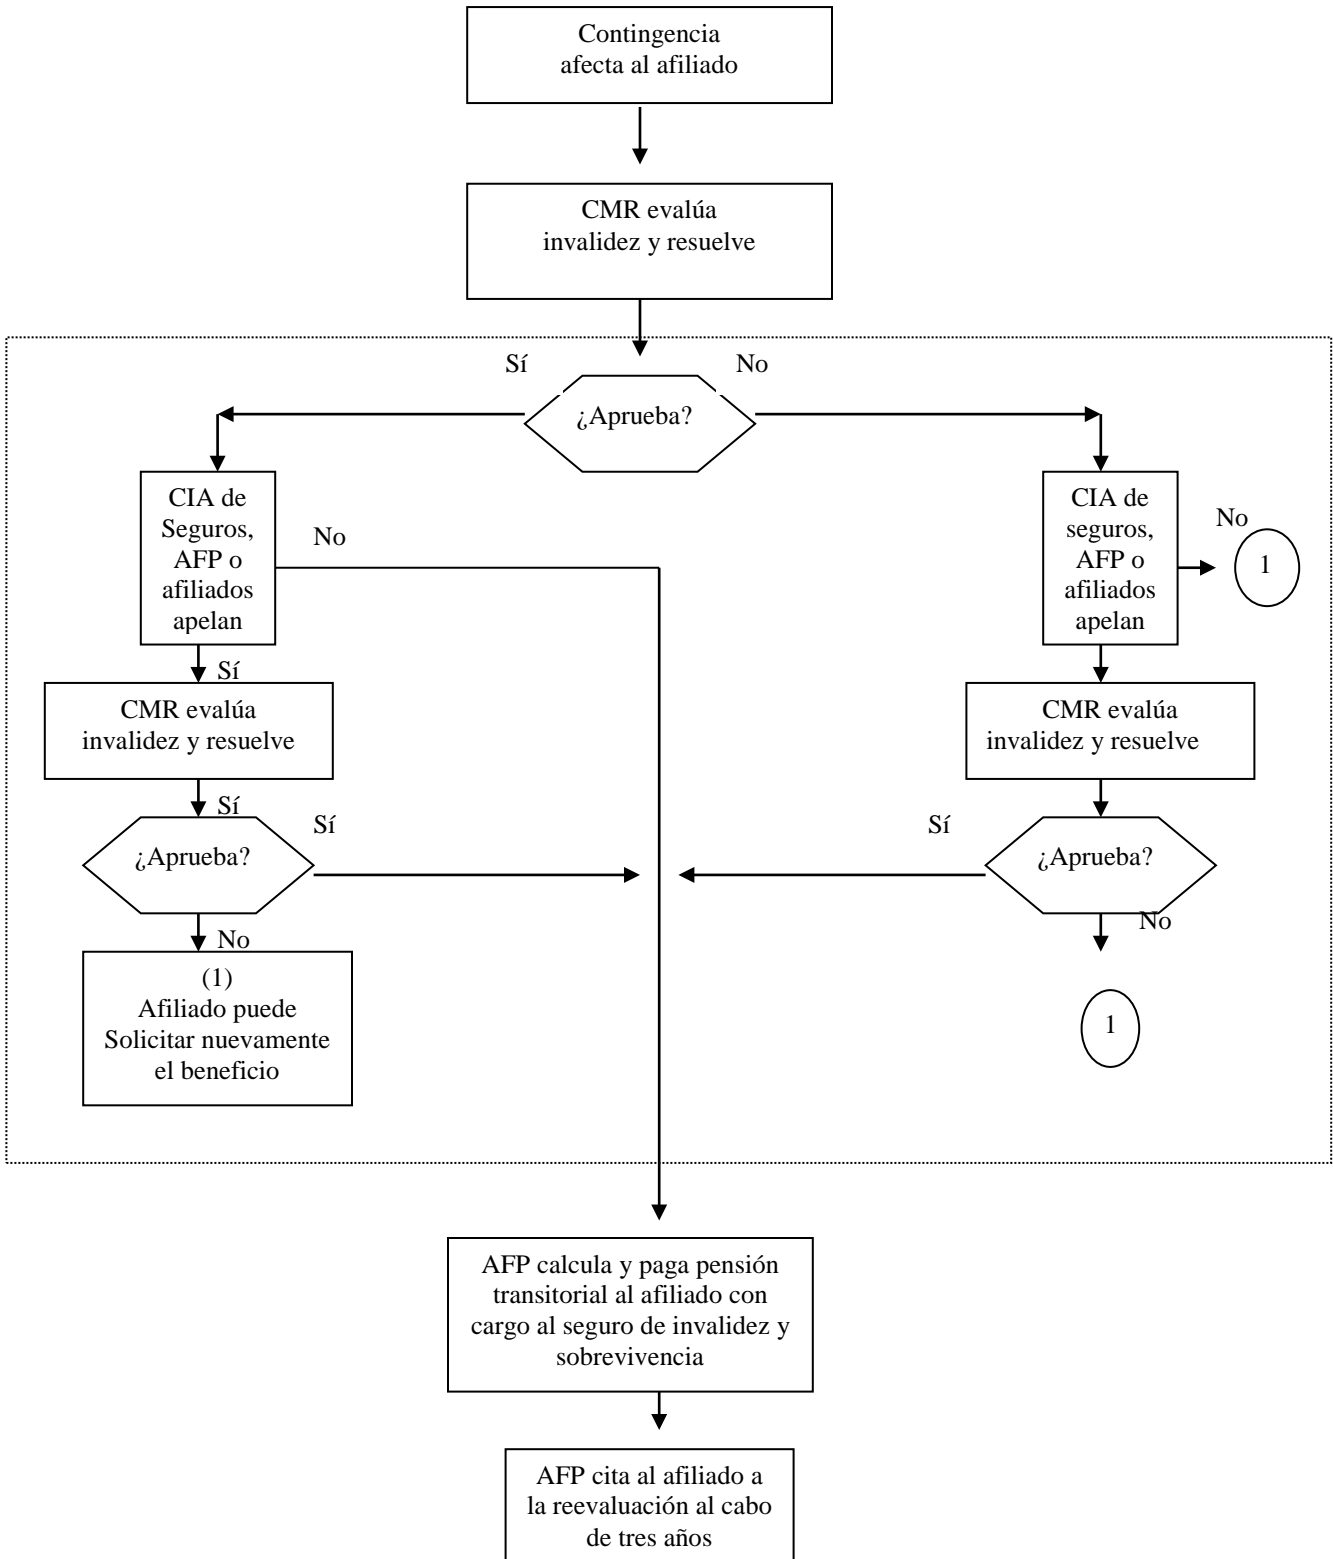 Contingencia
afecta al afiliado
CMR evalúa
invalidez y resuelve
Sí
No
¿Aprueba?
CIA de
Seguros,
AFP o
afiliados
apelan
No
CIA de
seguros,
AFP o
afiliados
apelan
No
1
Sí
CMR evalúa
invalidez y resuelve
CMR evalúa
invalidez y resuelve
Sí
Sí
¿Aprueba?
Sí
¿Aprueba?
No
No
(1)
Afiliado puede
Solicitar nuevamente
el beneficio
1
AFP calcula y paga pensión
transitorial al afiliado con
cargo al seguro de invalidez y
sobrevivencia
AFP cita al afiliado a
la reevaluación al cabo
de tres años